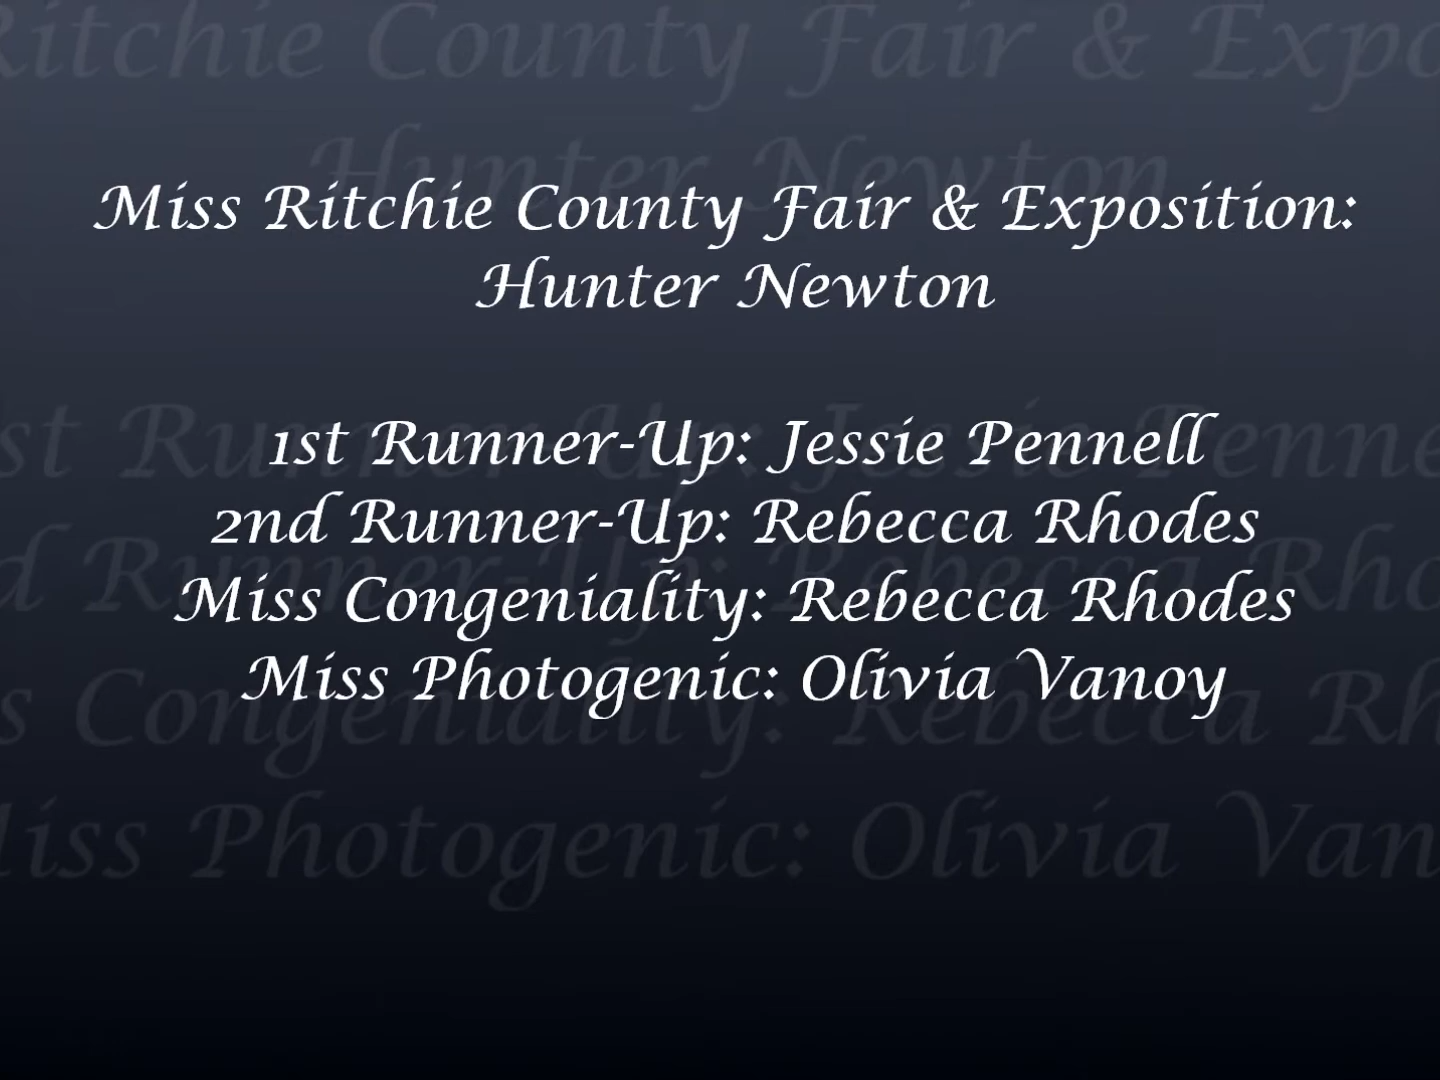 Miss Ritchie County Fair & Exposition:
Hunter Newton
1st Runner-Up: Jessie Pennell
2nd Runner-Up: Rebecca Rhodes
Miss Congeniality: Rebecca Rhodes
Miss Photogenic: Olivia Vanoy